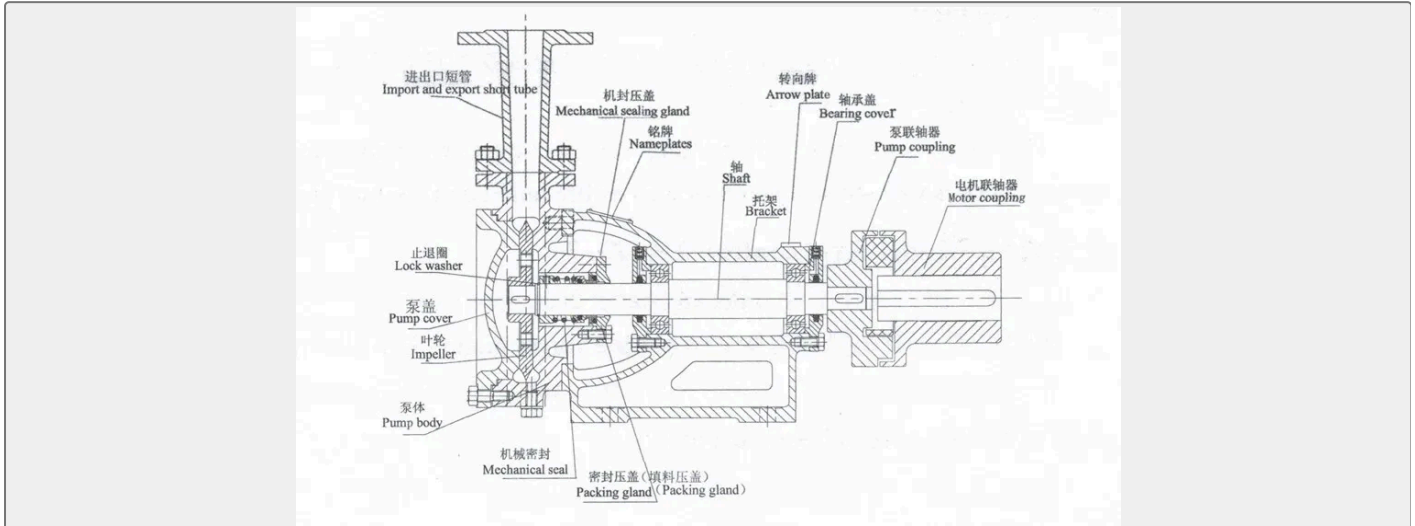 进出口短管
Import and export short tube
机封压盖
Mechanical sealing gland
铭牌
Nameplates
转向牌
Arrow plate
轴承盖
Bearing cover
泵联轴器
Pump coupling
轴
Shaft
电机联轴器
Motor coupling
托架
Bracket
止退圈
Lock washer
泵盖
Pump cover
叶轮
Impeller
泵体
Pump body
机械密封
Mechanical seal
密封压盖(填料压盖)
Packing gland (Packing gland)